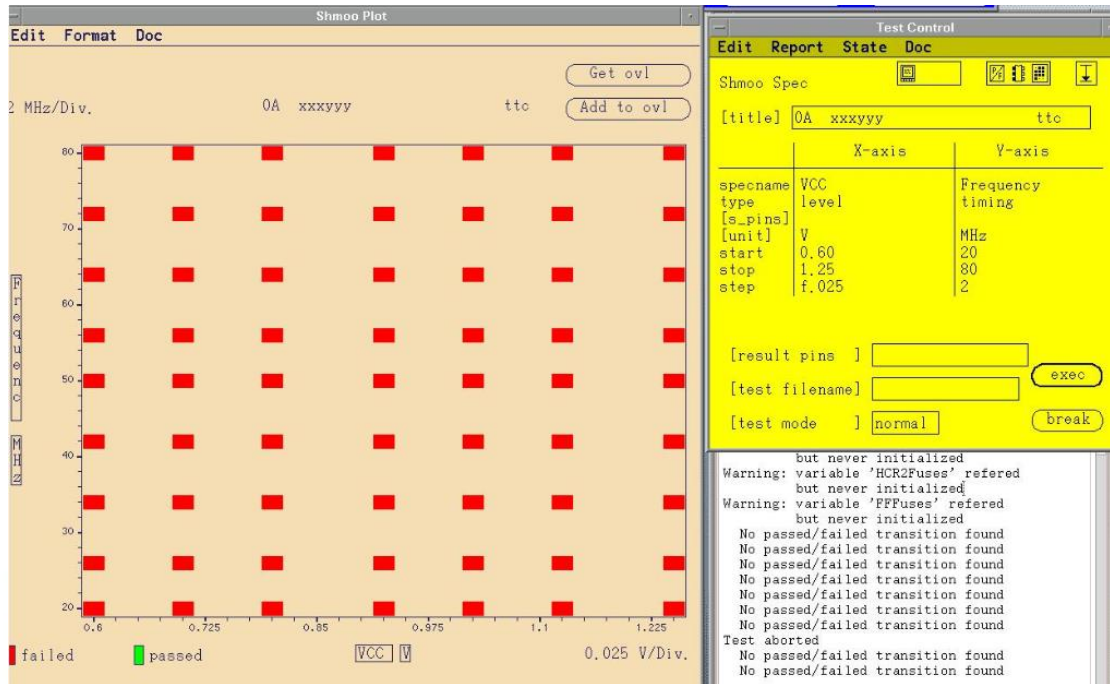 Shmoo Plot
Edit Format Doc
Get ovl
2 MHz/Div. 0A xxxyyy ttc Add to ovl
80
70
60
50
40
30
20
Frequenc
MHz
0.6 0.725 0.85 0.975 1.1 1.225
failed passed VCC V 0.025 V/Div.
Test Control
Edit Report State Doc
Shmoo Spec
[title] 0A xxxyyy ttc
X-axis Y-axis
specname VCC Frequency
type level timing
[s_pins]
[unit] V MHz
start 0.60 20
stop 1.25 80
step f.025 2
[result pins ]
exec
[test filename]
[test mode ] normal break
but never initialized
Warning: variable 'HCR2Fuses' refered
but never initialized
Warning: variable 'FFFuses' refered
but never initialized
No passed/failed transition found
No passed/failed transition found
No passed/failed transition found
No passed/failed transition found
No passed/failed transition found
No passed/failed transition found
No passed/failed transition found
Test aborted
No passed/failed transition found
No passed/failed transition found